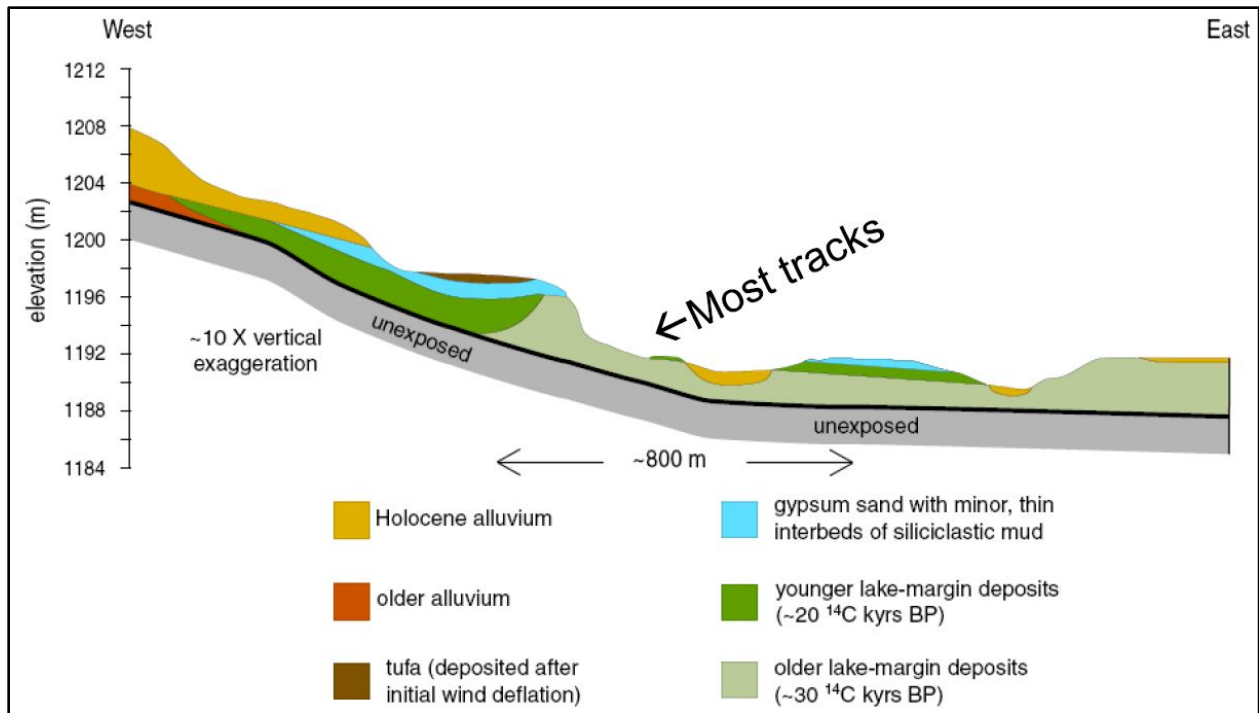 West
East
1212
1208
1204
1200
1196
1192
1188
1184
elevation (m)
~10 X vertical
exaggeration
unexposed
←Most tracks
unexposed
~800 m
Holocene alluvium
older alluvium
tufa (deposited after
initial wind deflation)
gypsum sand with minor, thin
interbeds of siliciclastic mud
younger lake-margin deposits
(~20 ¹⁴C kyrs BP)
older lake-margin deposits
(~30 ¹⁴C kyrs BP)